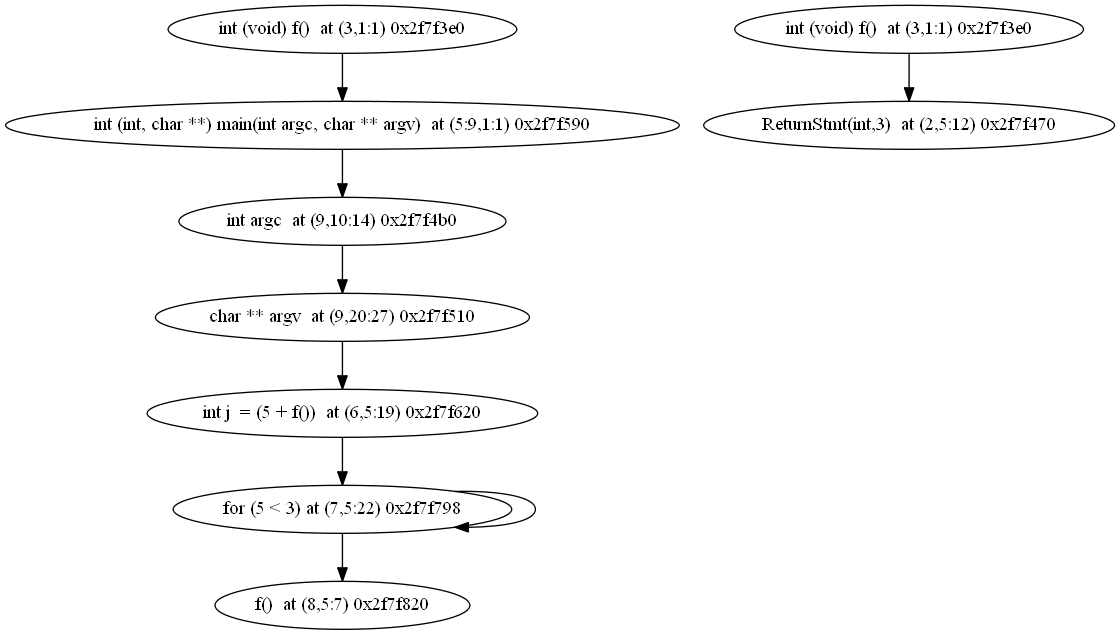 int (void) f()  at (3,1:1) 0x2f7f3e0
int (void) f()  at (3,1:1) 0x2f7f3e0
int (int, char **) main(int argc, char ** argv)  at (5:9,1:1) 0x2f7f590
ReturnStmt(int,3)  at (2,5:12) 0x2f7f470
int argc  at (9,10:14) 0x2f7f4b0
char ** argv  at (9,20:27) 0x2f7f510
int j  = (5 + f())  at (6,5:19) 0x2f7f620
for (5 < 3) at (7,5:22) 0x2f7f798
f()  at (8,5:7) 0x2f7f820